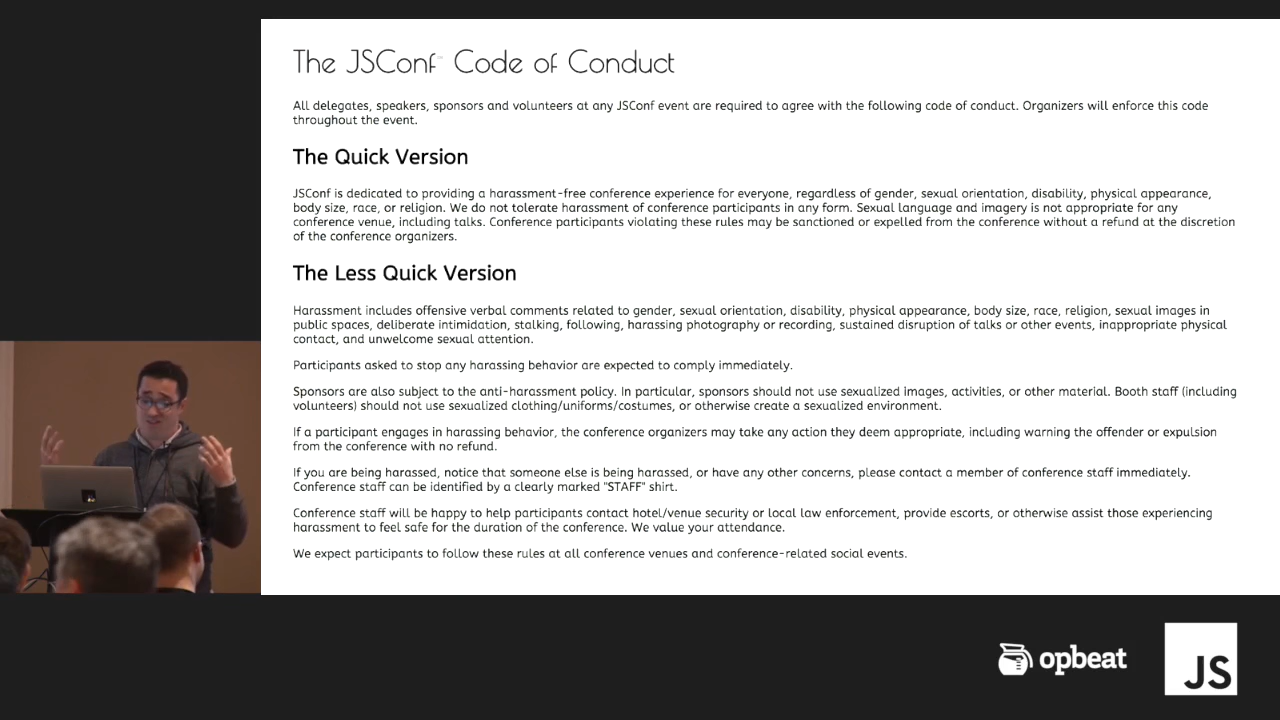 The JSConf™ Code of Conduct
All delegates, speakers, sponsors and volunteers at any JSConf event are required to agree with the following code of conduct. Organizers will enforce this code
throughout the event.
The Quick Version
JSConf is dedicated to providing a harassment-free conference experience for everyone, regardless of gender, sexual orientation, disability, physical appearance,
body size, race, or religion. We do not tolerate harassment of conference participants in any form. Sexual language and imagery is not appropriate for any
conference venue, including talks. Conference participants violating these rules may be sanctioned or expelled from the conference without a refund at the discretion
of the conference organizers.
The Less Quick Version
Harassment includes offensive verbal comments related to gender, sexual orientation, disability, physical appearance, body size, race, religion, sexual images in
public spaces, deliberate intimidation, stalking, following, harassing photography or recording, sustained disruption of talks or other events, inappropriate physical
contact, and unwelcome sexual attention.
Participants asked to stop any harassing behavior are expected to comply immediately.
Sponsors are also subject to the anti-harassment policy. In particular, sponsors should not use sexualized images, activities, or other material. Booth staff (including
volunteers) should not use sexualized clothing/uniforms/costumes, or otherwise create a sexualized environment.
If a participant engages in harassing behavior, the conference organizers may take any action they deem appropriate, including warning the offender or expulsion
from the conference with no refund.
If you are being harassed, notice that someone else is being harassed, or have any other concerns, please contact a member of conference staff immediately.
Conference staff can be identified by a clearly marked "STAFF" shirt.
Conference staff will be happy to help participants contact hotel/venue security or local law enforcement, provide escorts, or otherwise assist those experiencing
harassment to feel safe for the duration of the conference. We value your attendance.
We expect participants to follow these rules at all conference venues and conference-related social events.
opbeat
JS